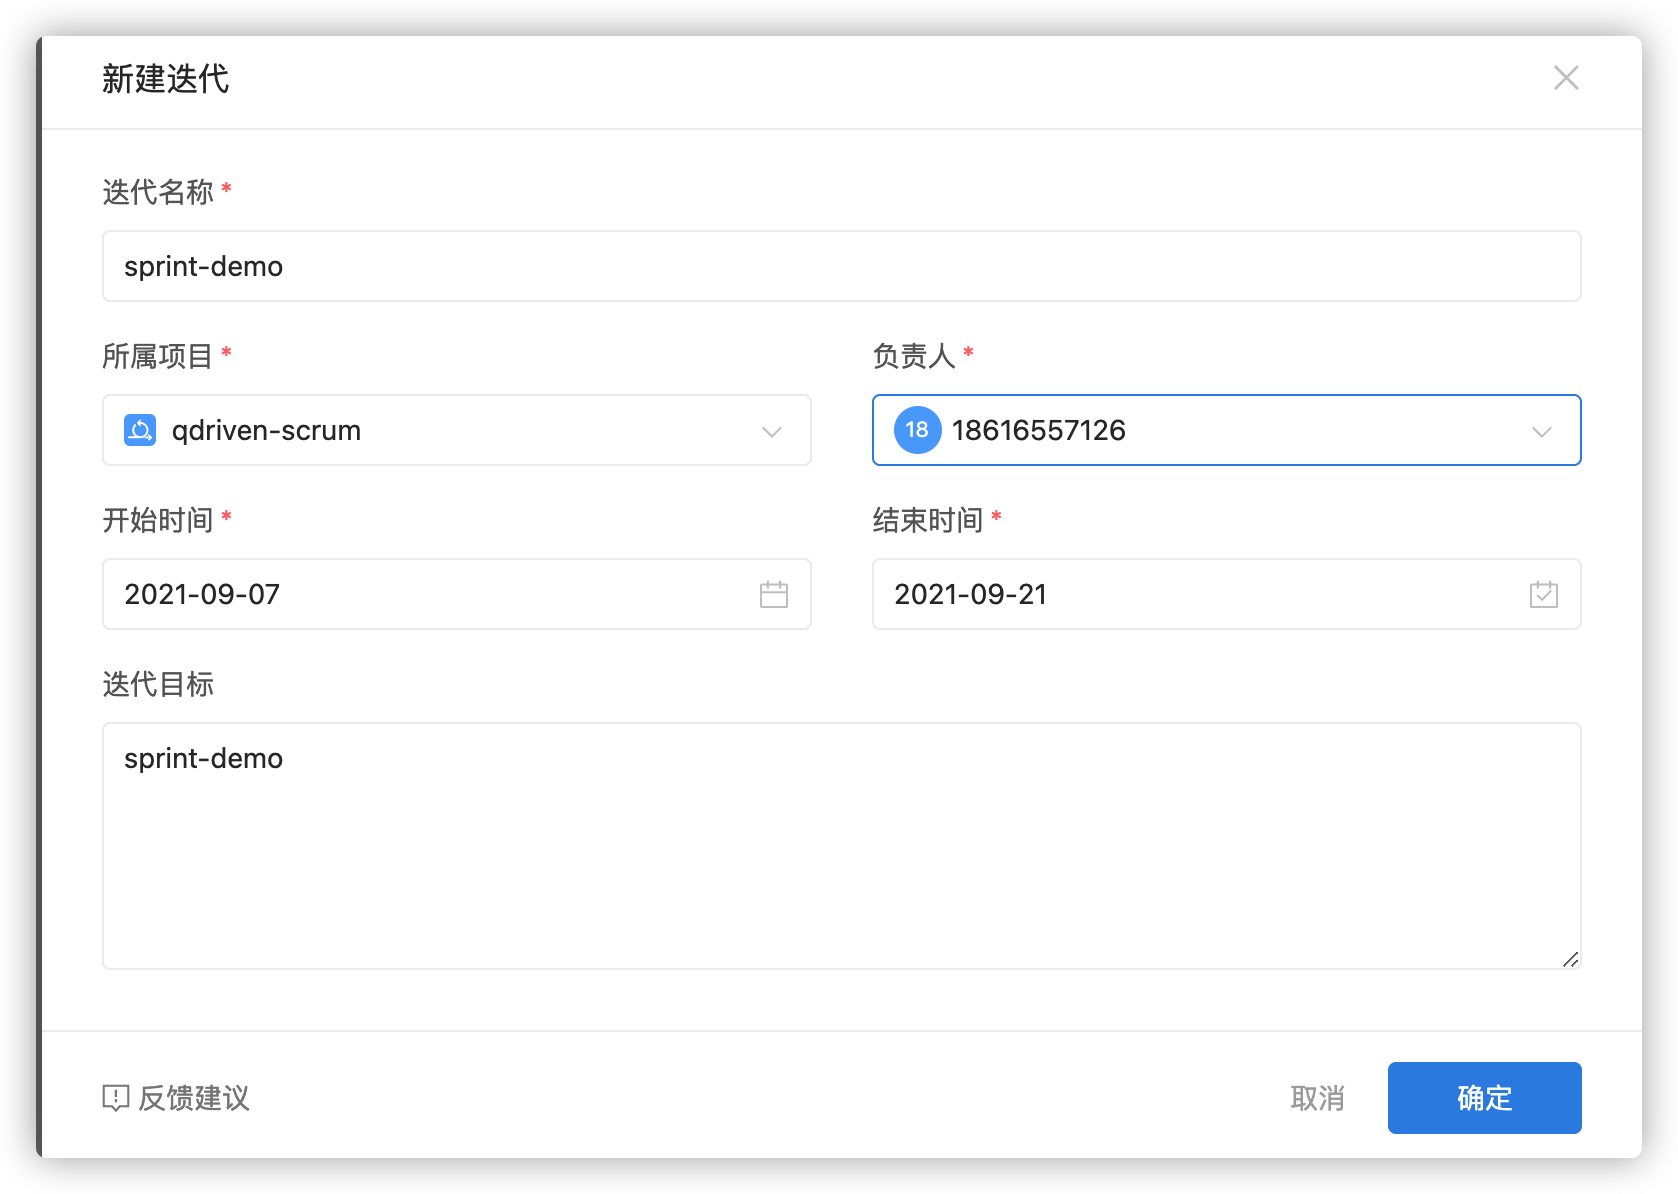 新建迭代
迭代名称 *
sprint-demo
所属项目 *
负责人 *
qdriven-scrum
18 18616557126
开始时间 *
结束时间 *
2021-09-07
2021-09-21
迭代目标
sprint-demo
反馈建议
取消
确定